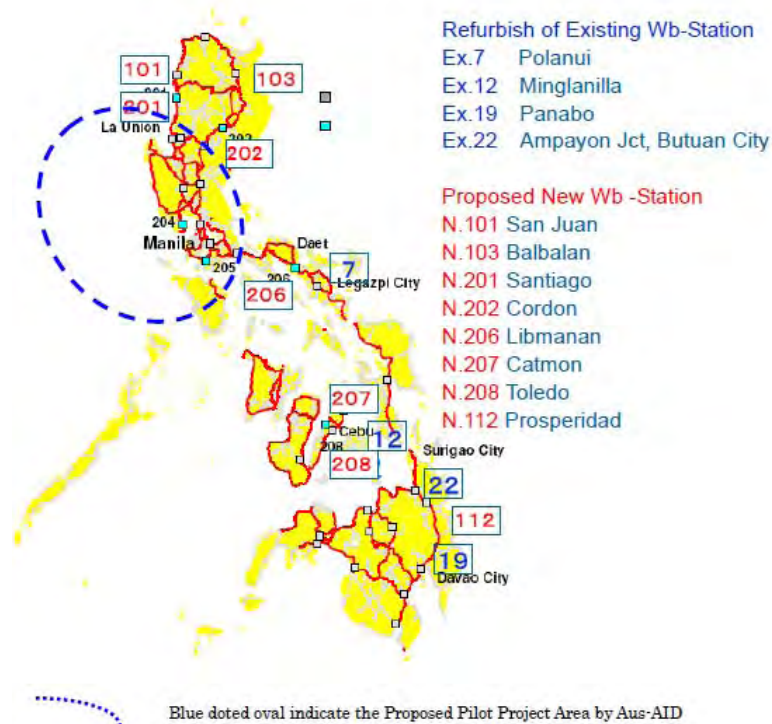 Refurbish of Existing Wb-Station
Ex.7 Polanui
Ex.12 Minglanilla
Ex.19 Panabo
Ex.22 Ampayon Jct, Butuan City
Proposed New Wb -Station
N.101 San Juan
N.103 Balbalan
N.201 Santiago
N.202 Cordon
N.206 Libmanan
N.207 Catmon
N.208 Toledo
N.112 Prosperidad
101
103
201
La Union
202
204
Manila
205
Daet
7
206
Legazpi City
206
207
Cebu
12
208
208
Surigao City
22
112
19
Davao City
Blue doted oval indicate the Proposed Pilot Project Area by Aus-AID